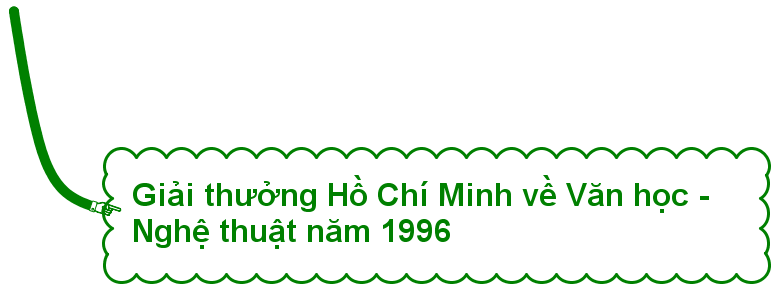 Giải thưởng Hồ Chí Minh về Văn học -
Nghệ thuật năm 1996